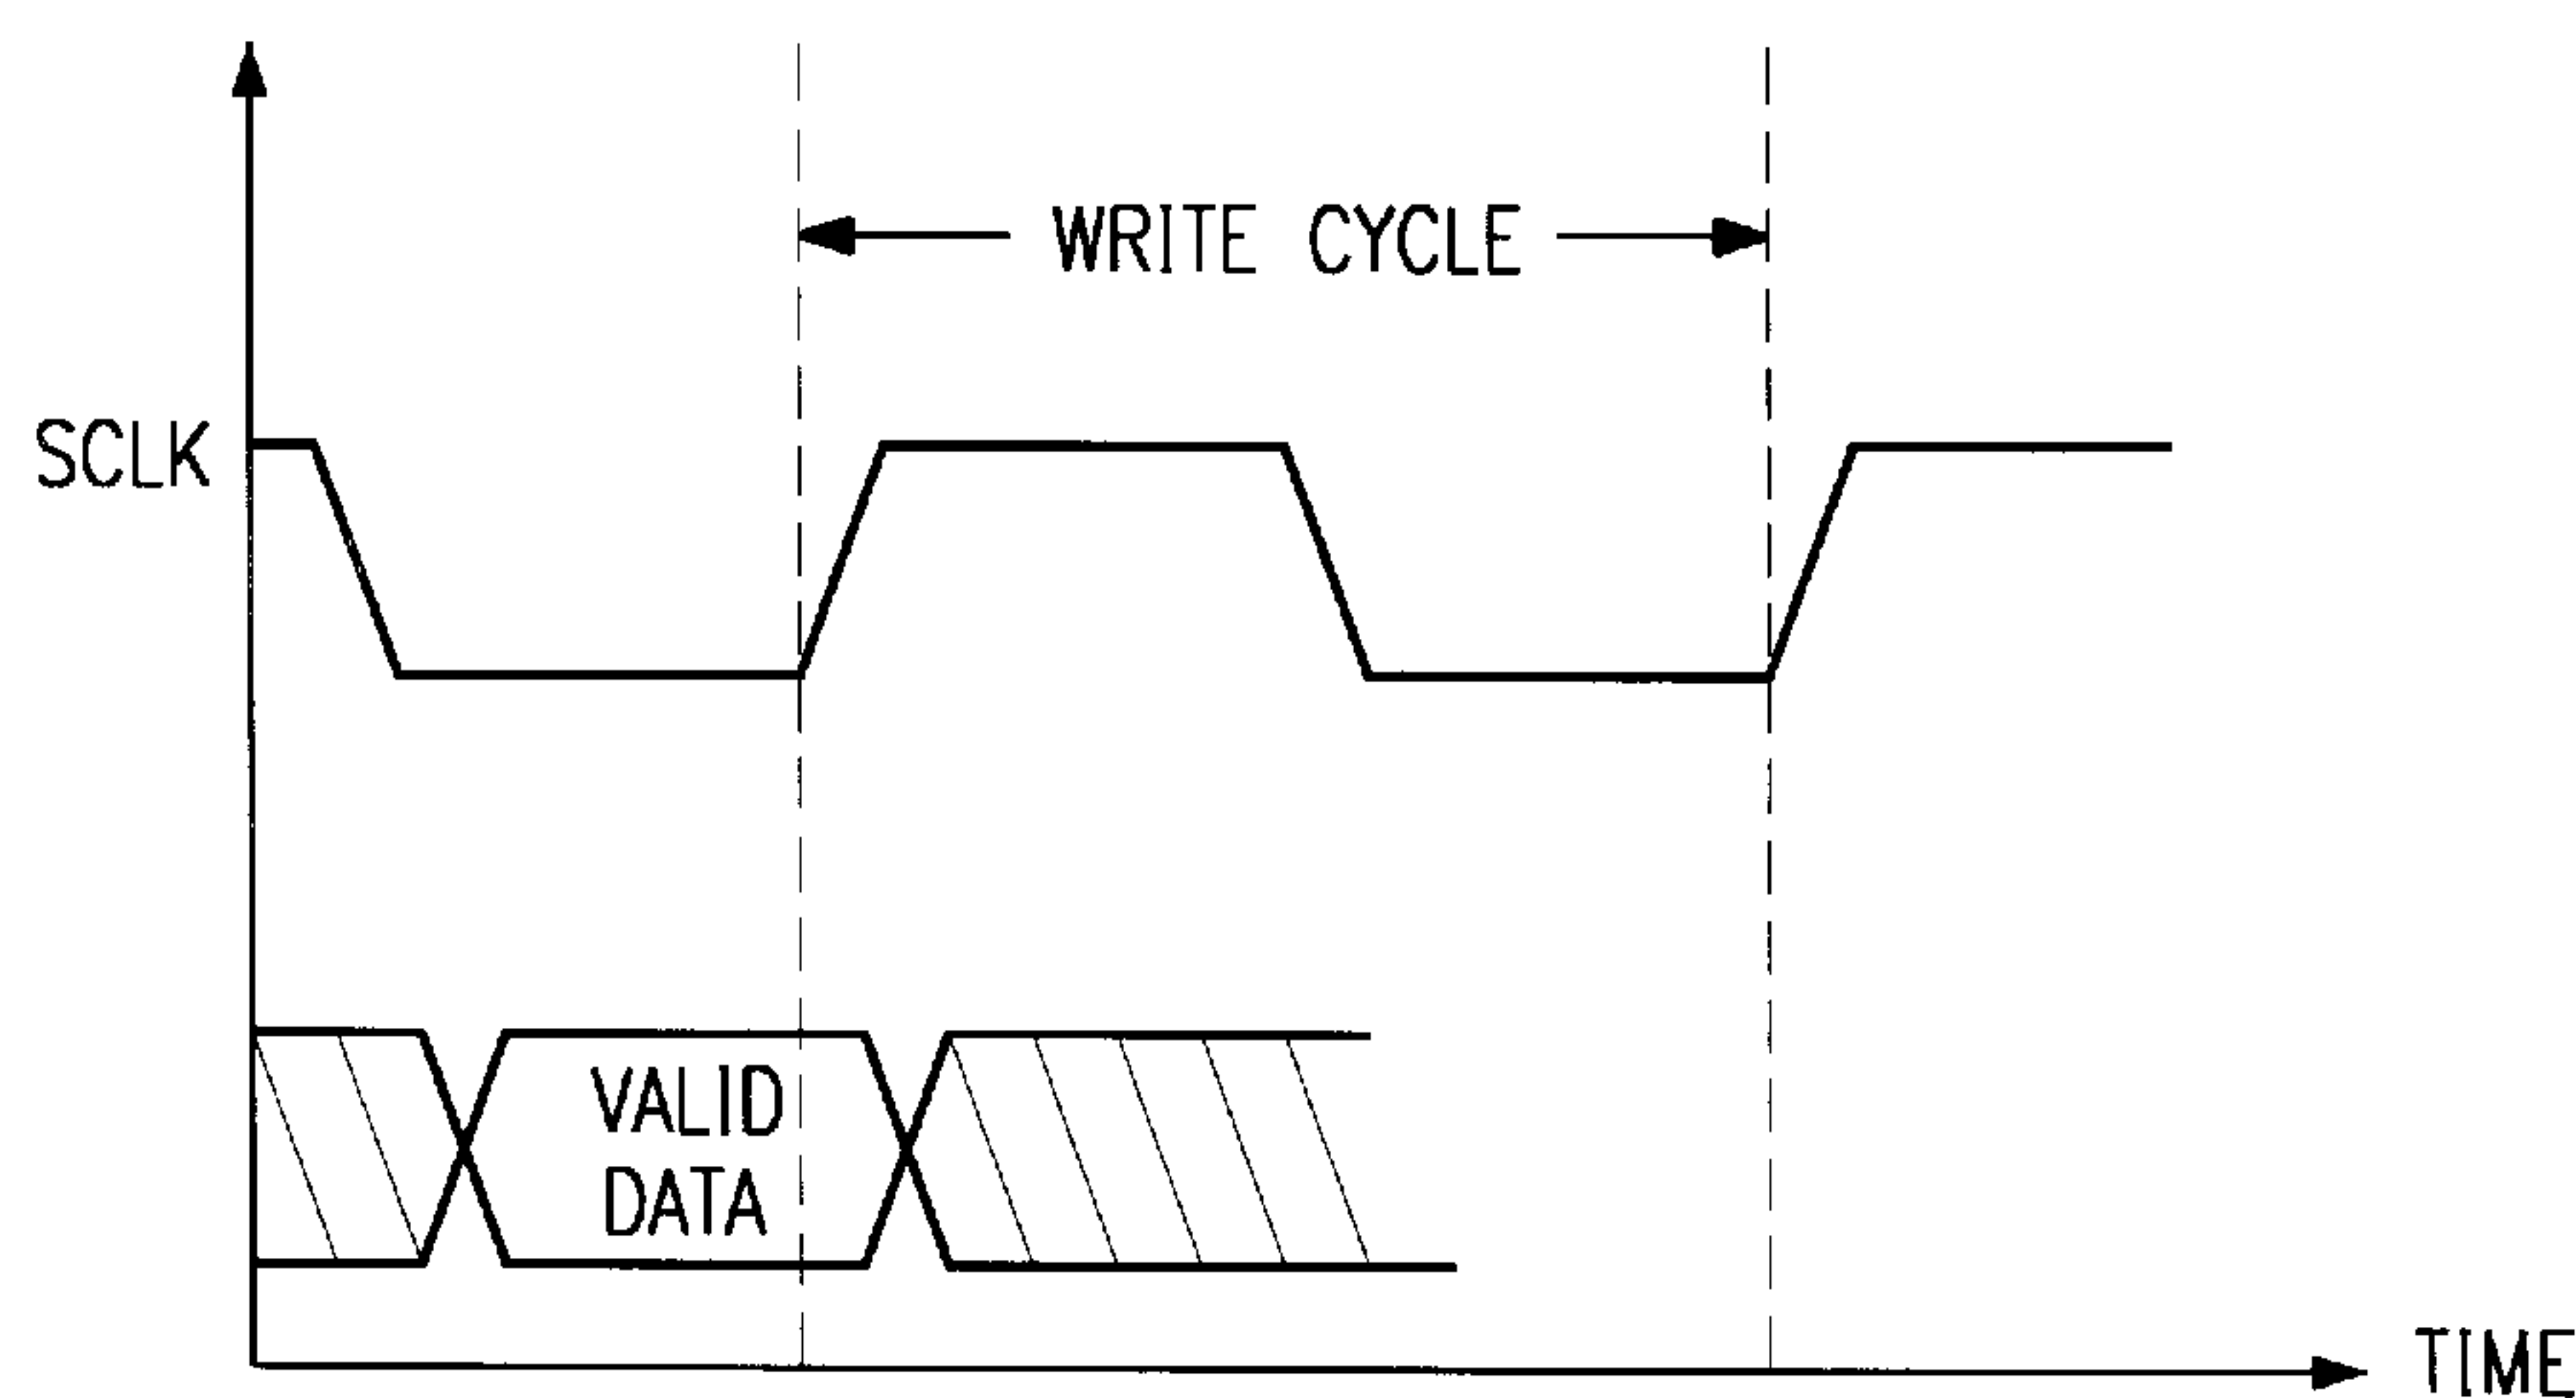 WRITE CYCLE
SCLK
VALID
DATA
TIME